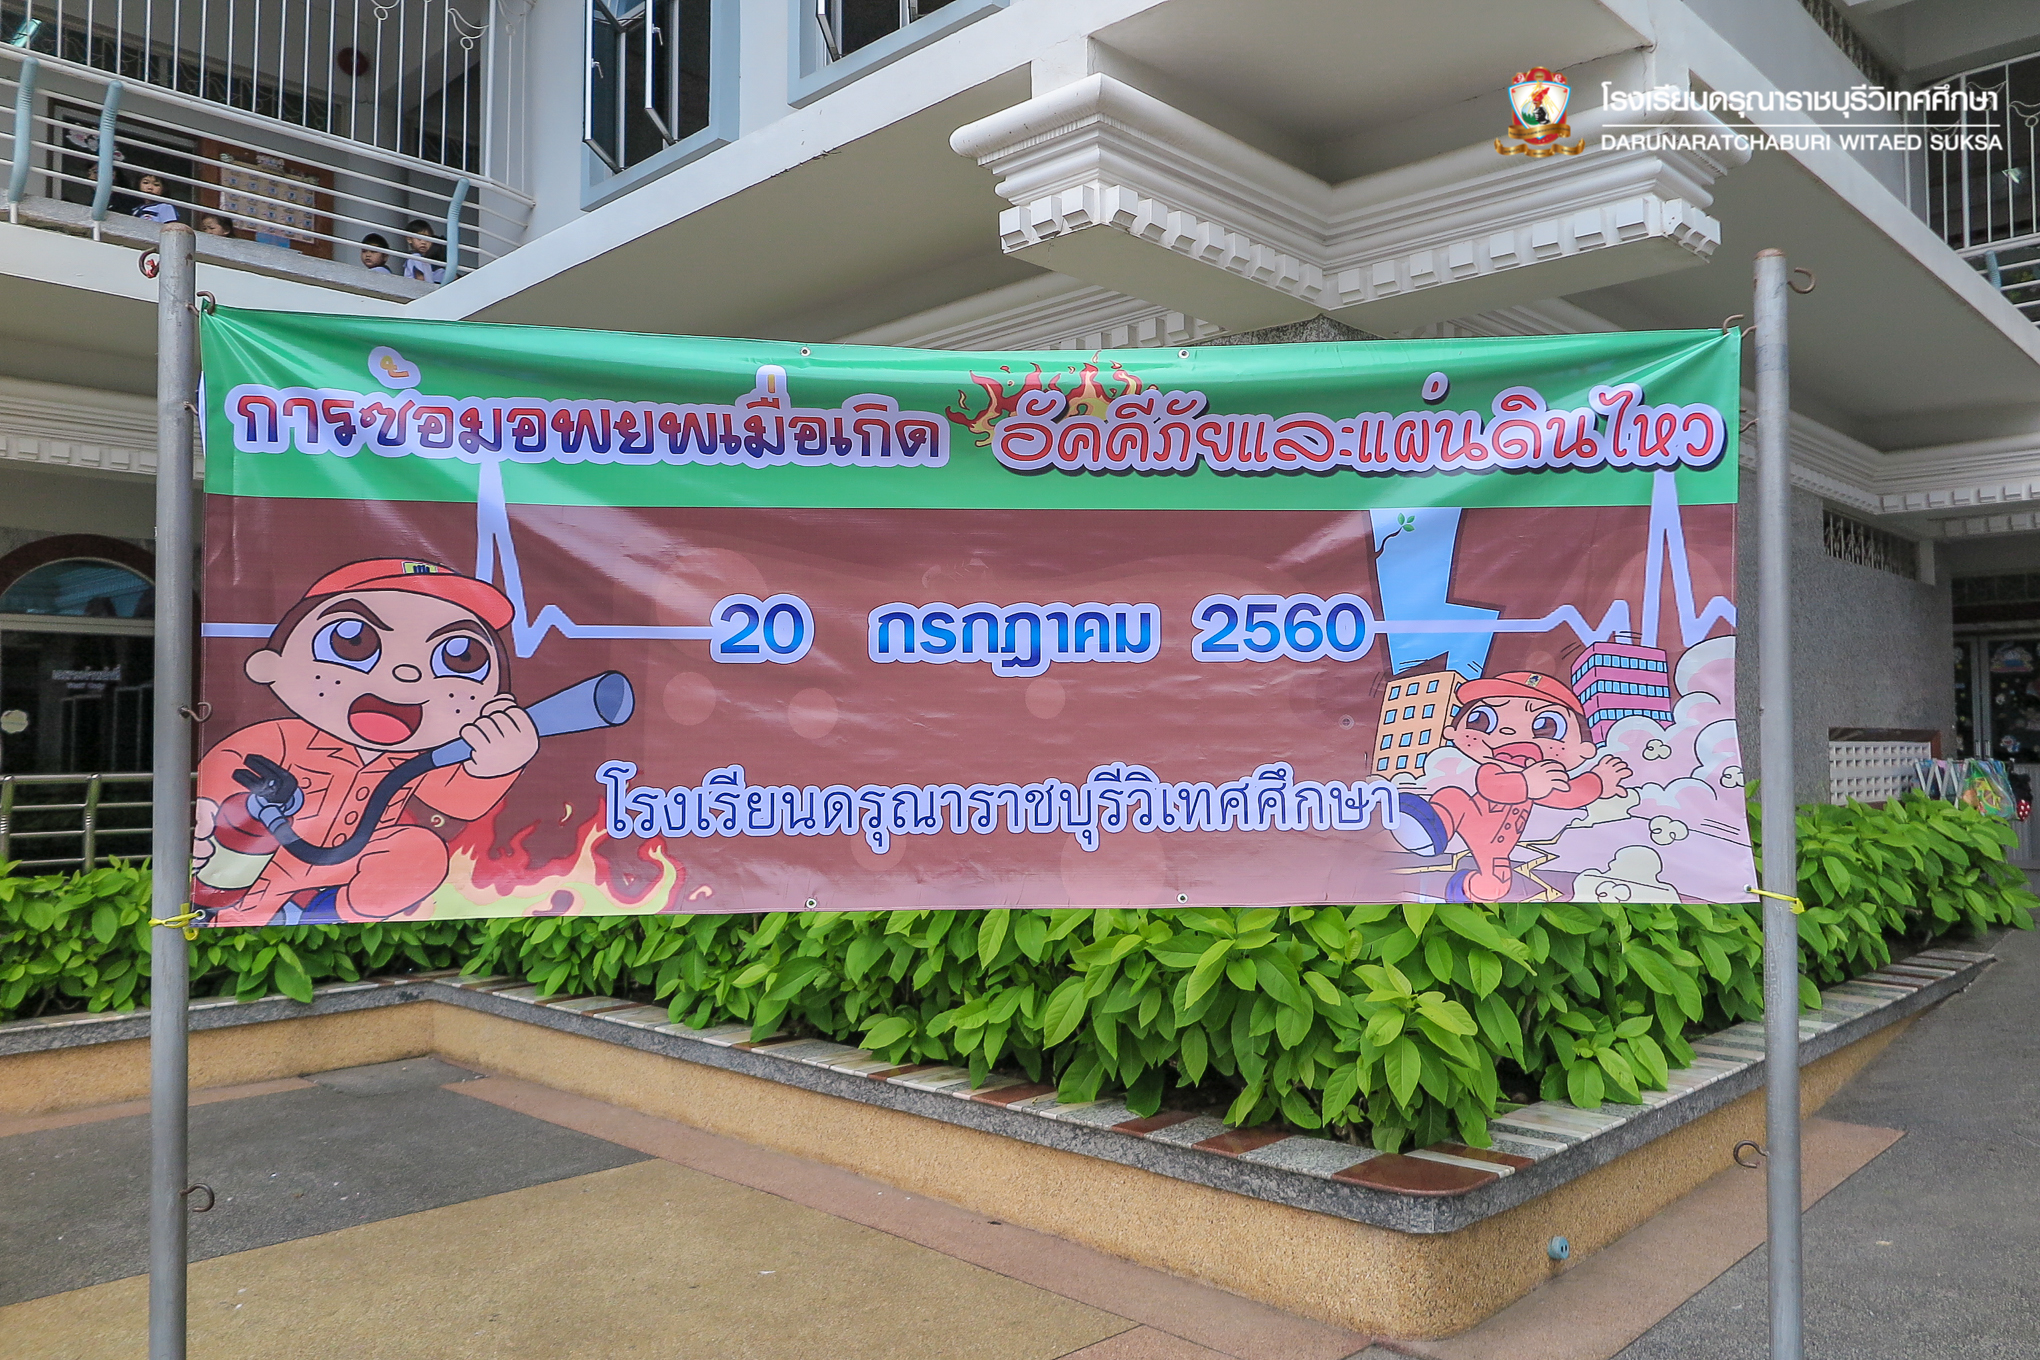 โรงเรียนดรุณาราชบุรีวิเทศศึกษา
DARUNARATCHABURI WITAED SUKSA
การซ้อมอพยพเมื่อเกิด อัคคีภัยและแผ่นดินไหว
20 กรกฎาคม 2560
โรงเรียนดรุณาราชบุรีวิเทศศึกษา